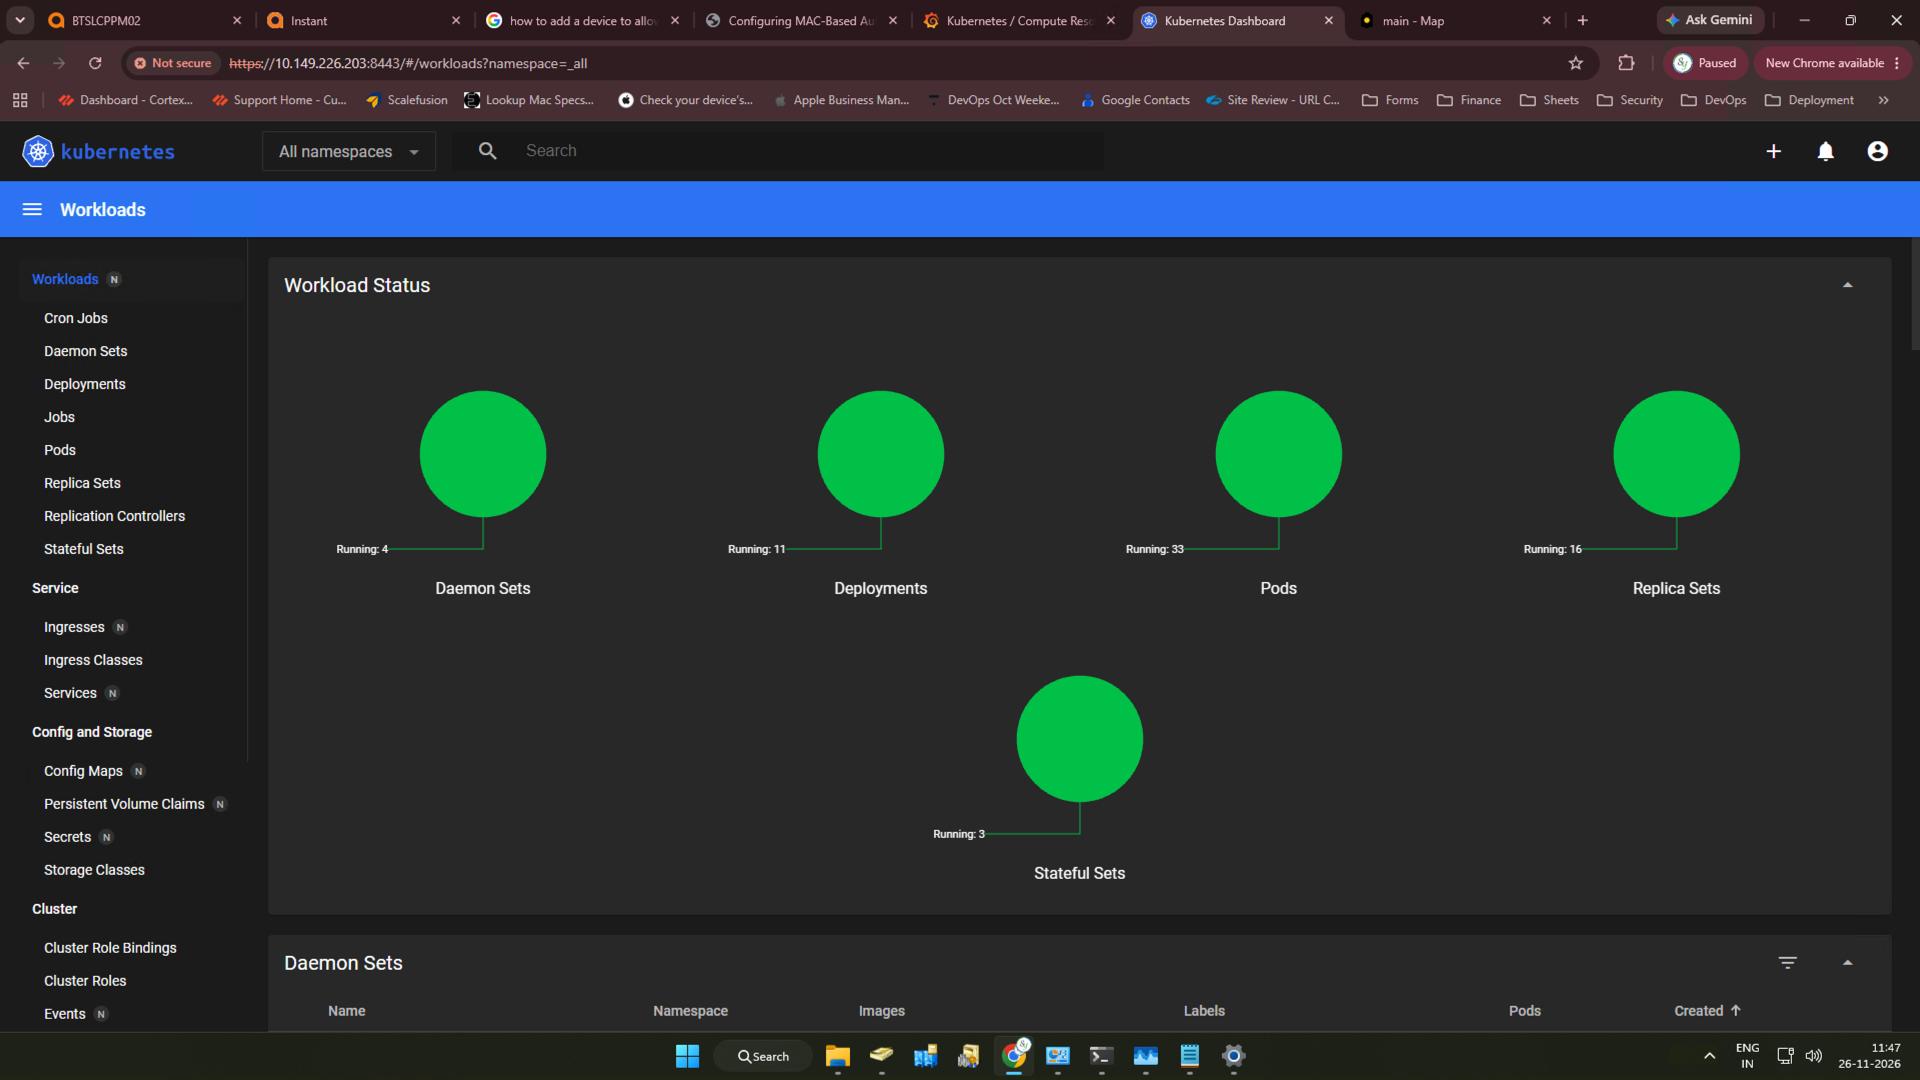 BTSLCPPM02
Instant
how to add a device to allo
Configuring MAC-Based Au
Kubernetes / Compute Reso
Kubernetes Dashboard
main - Map
Ask Gemini
Not secure
https://10.149.226.203:8443/#/workloads?namespace=_all
Paused
New Chrome available
Dashboard - Cortex...
Support Home - Cu...
Scalefusion
Lookup Mac Specs...
Check your device's...
Apple Business Man...
DevOps Oct Weeke...
Google Contacts
Site Review - URL C...
Forms
Finance
Sheets
Security
DevOps
Deployment
kubernetes
All namespaces
Search
Workloads
Workloads N
Cron Jobs
Daemon Sets
Deployments
Jobs
Pods
Replica Sets
Replication Controllers
Stateful Sets
Service
Ingresses N
Ingress Classes
Services N
Config and Storage
Config Maps N
Persistent Volume Claims N
Secrets N
Storage Classes
Cluster
Cluster Role Bindings
Cluster Roles
Events N
Workload Status
Running: 4
Daemon Sets
Running: 11
Deployments
Running: 33
Pods
Running: 16
Replica Sets
Running: 3
Stateful Sets
Daemon Sets
Name Namespace Images Labels Pods Created
Search
ENG
IN
11:47
26-11-2026